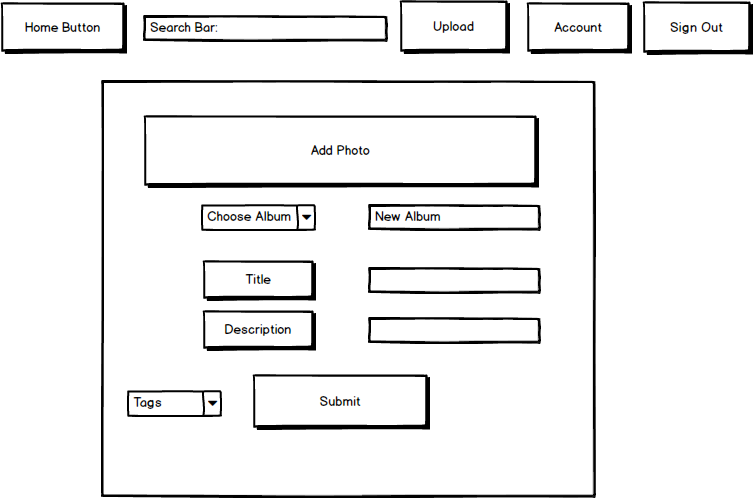 Home Button
Search Bar:
Upload
Account
Sign Out
Add Photo
Choose Album
New Album
Title
Description
Tags
Submit